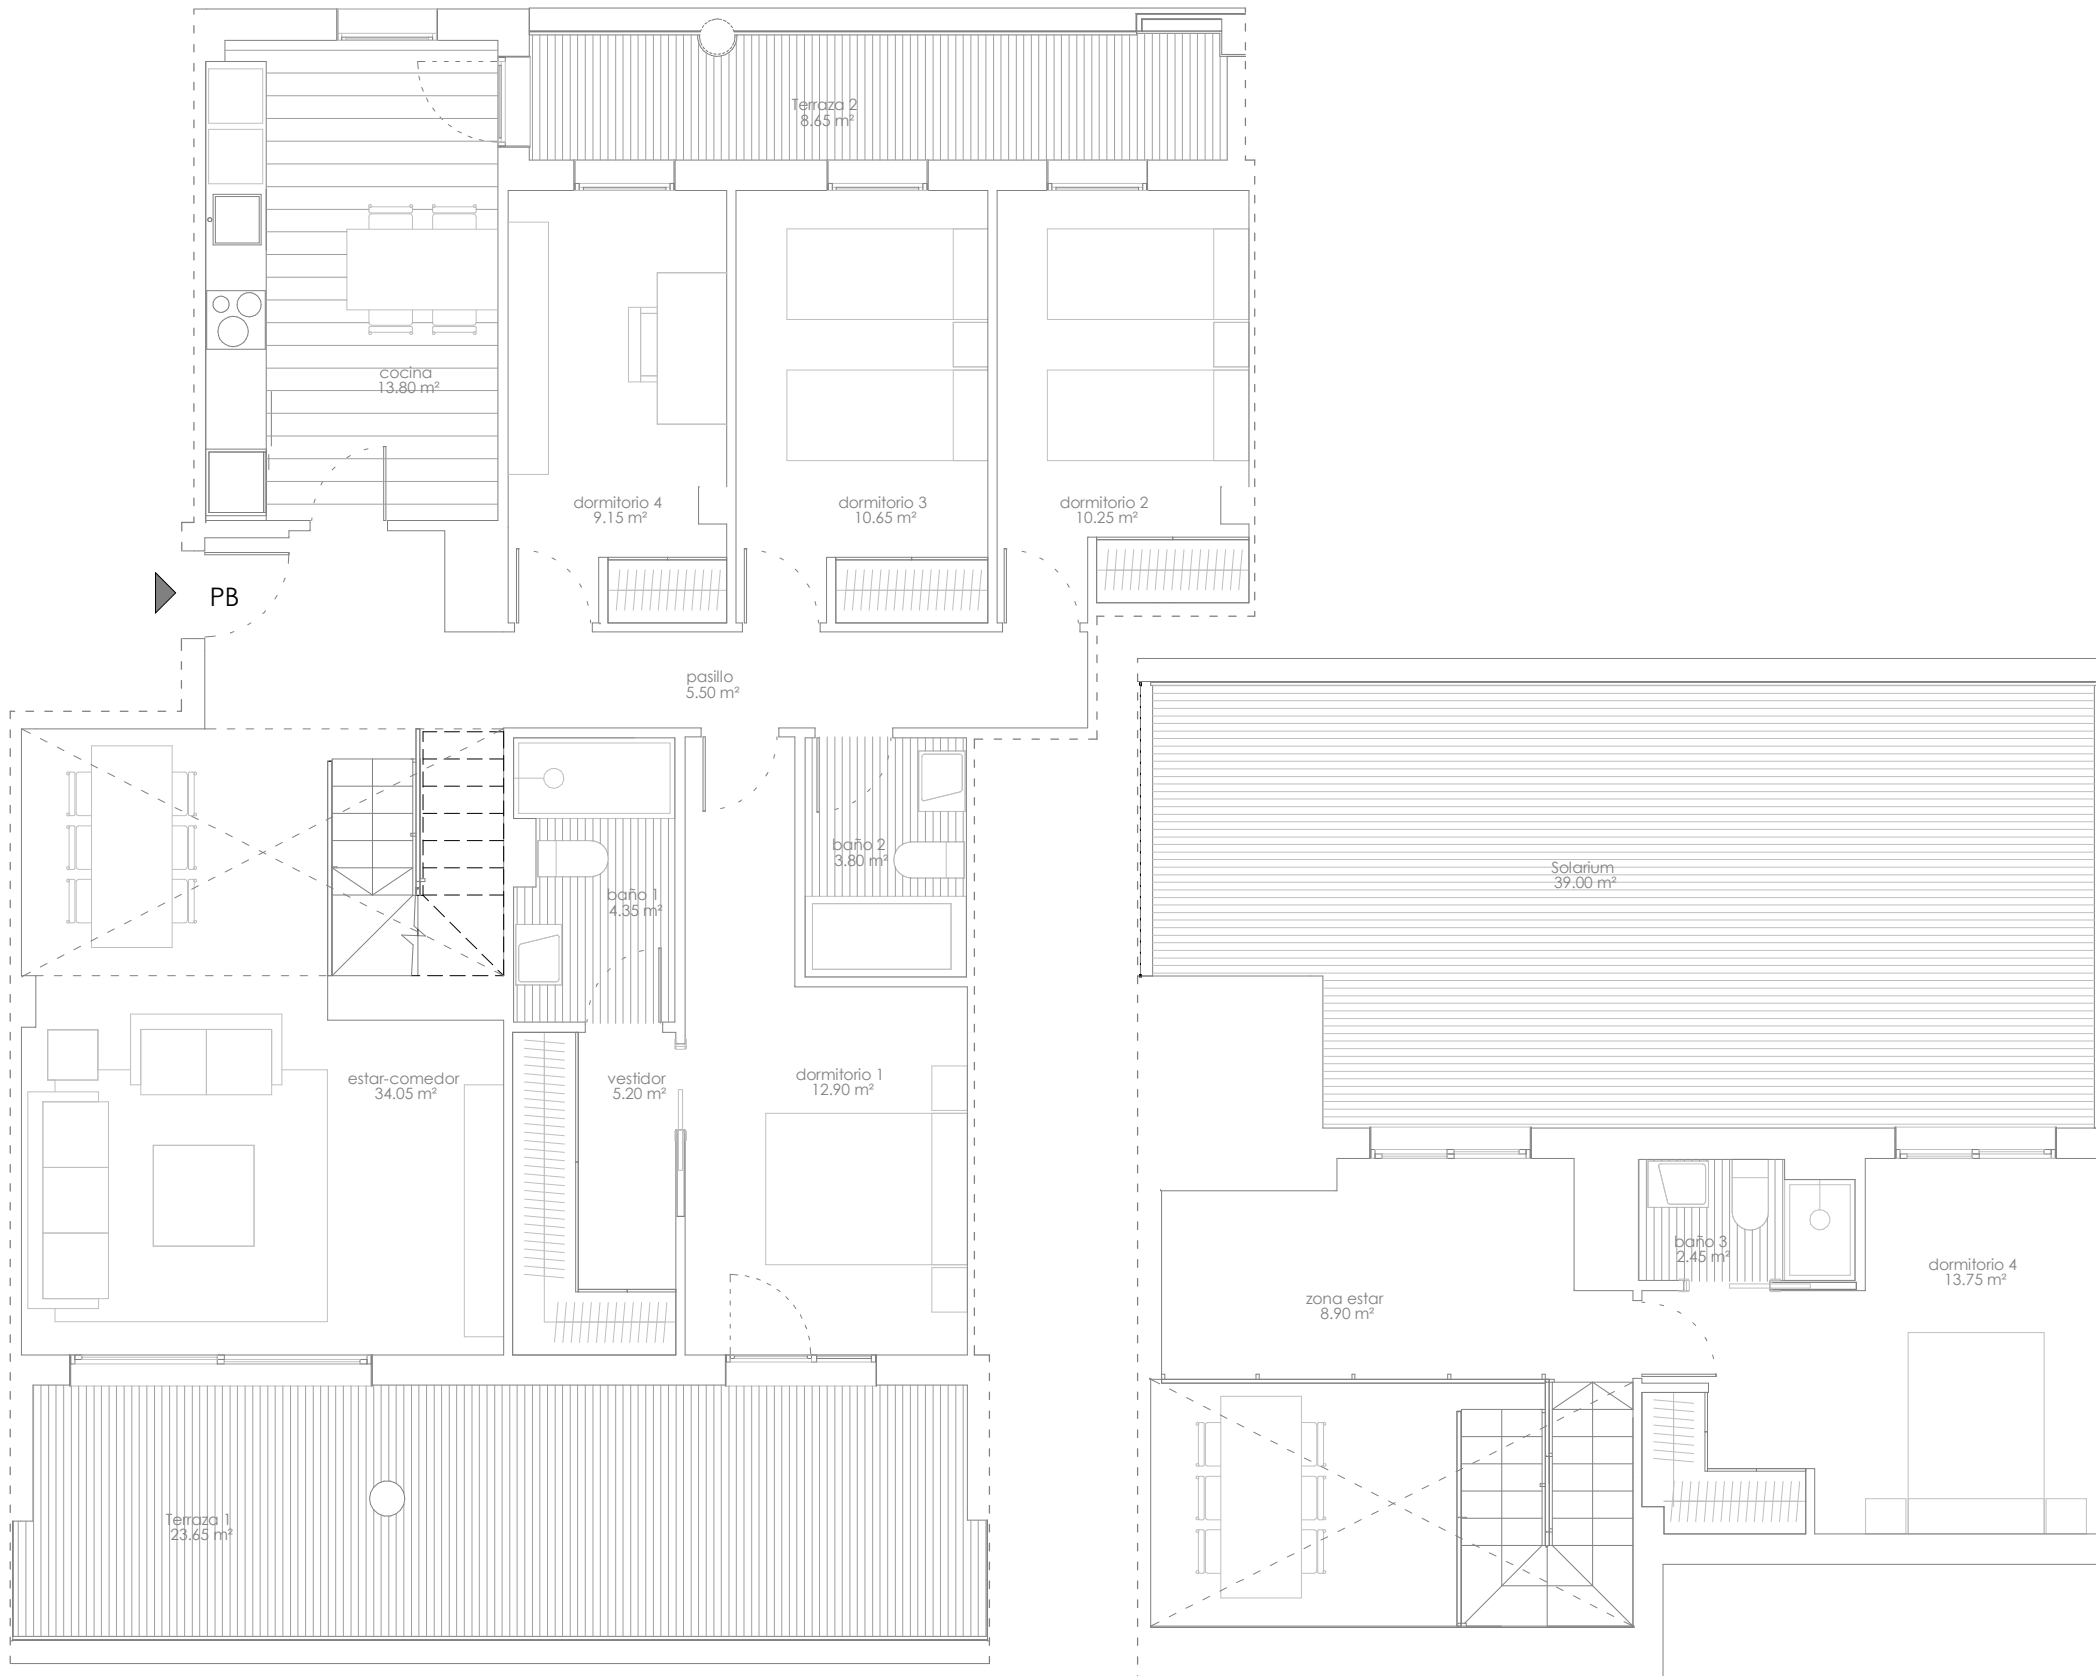 Terraza 2
8.65 m²
cocina
13.80 m²
dormitorio 4
9.15 m²
dormitorio 3
10.65 m²
dormitorio 2
10.25 m²
PB
pasillo
5.50 m²
baño 2
3.80 m²
baño 1
4.35 m²
estar-comedor
34.05 m²
vestidor
5.20 m²
dormitorio 1
12.90 m²
Terraza 1
23.65 m²
Solarium
39.00 m²
baño 3
2.45 m²
dormitorio 4
13.75 m²
zona estar
8.90 m²